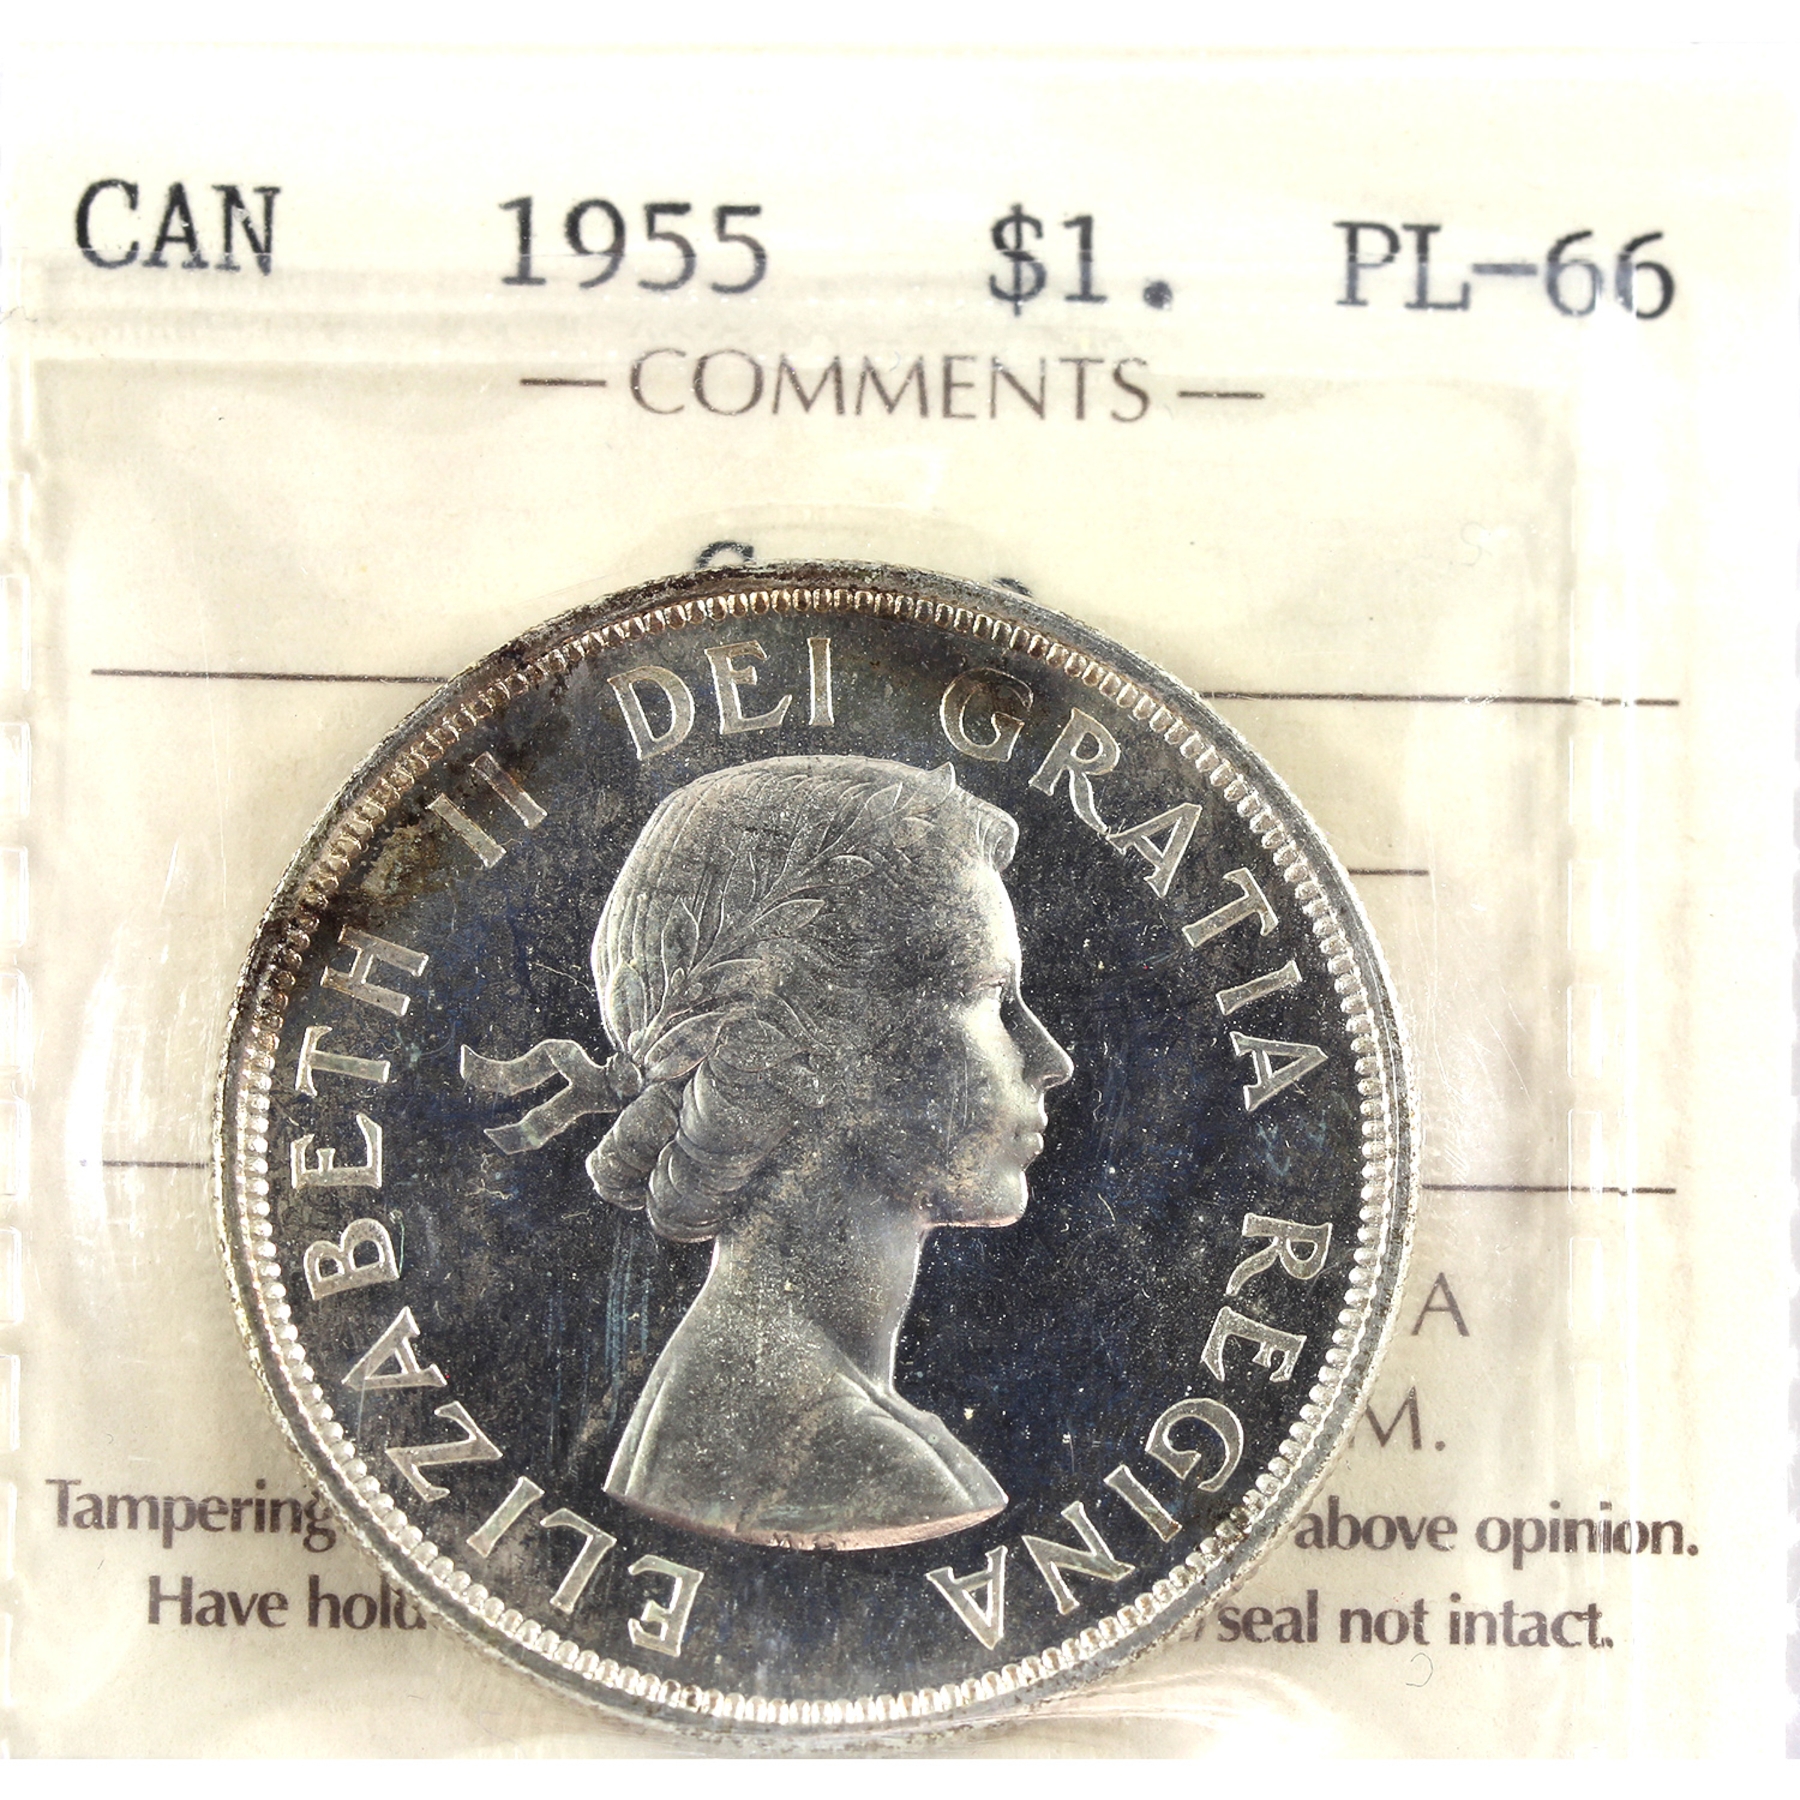 CAN 1955 $1. PL-66
— COMMENTS —
ELIZABETH II DEI GRATIA REGINA
A
M.
Tampering above opinion.
Have hold seal not intact.